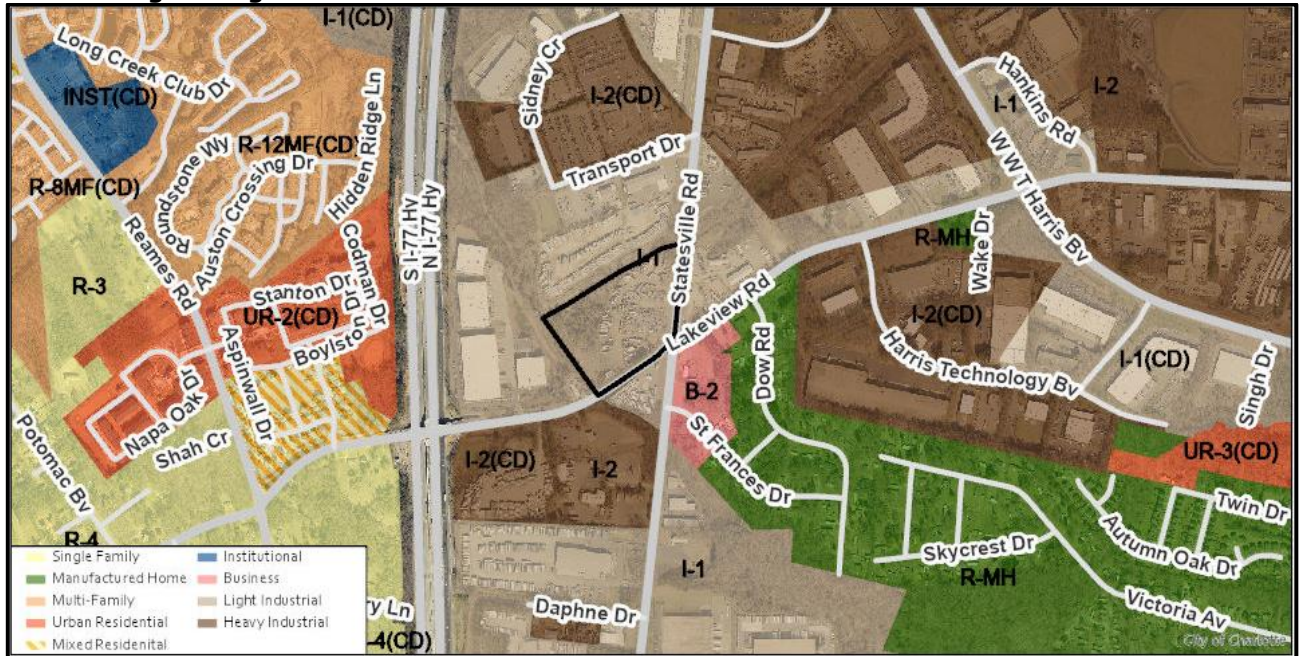 I-1(CD)
Long Creek Club Dr
INST(CD)
Sidney Cr
I-2(CD)
Hankins Rd
I-1
I-2
R-12MF(CD)
Hidden Ridge Ln
Roundstone Wy
Auston Crossing Dr
Transport Dr
W W T Harris Bv
R-8MF(CD)
Reames Rd
S I-77 Hy
N I-77 Hy
Statesville Rd
R-MH
Wake Dr
R-3
Codman Dr
Stanton Dr
UR-2(CD)
Boylston Dr
I-1
Lakeview Rd
I-2(CD)
I-1(CD)
Harris Technology Bv
Singh Dr
Aspinwall Dr
Napa Oak Dr
Shah Cr
B-2
Dow Rd
St Frances Dr
Potomac Bv
I-2(CD)
I-2
UR-3(CD)
Twin Dr
Autumn Oak Dr
Skycrest Dr
R-MH
Victoria Av
R-4
I-1
Daphne Dr
ry Ln
-4(CD)
Single Family
Manufactured Home
Multi-Family
Urban Residential
Mixed Residenital
Institutional
Business
Light Industrial
Heavy Industrial
City of Charlotte